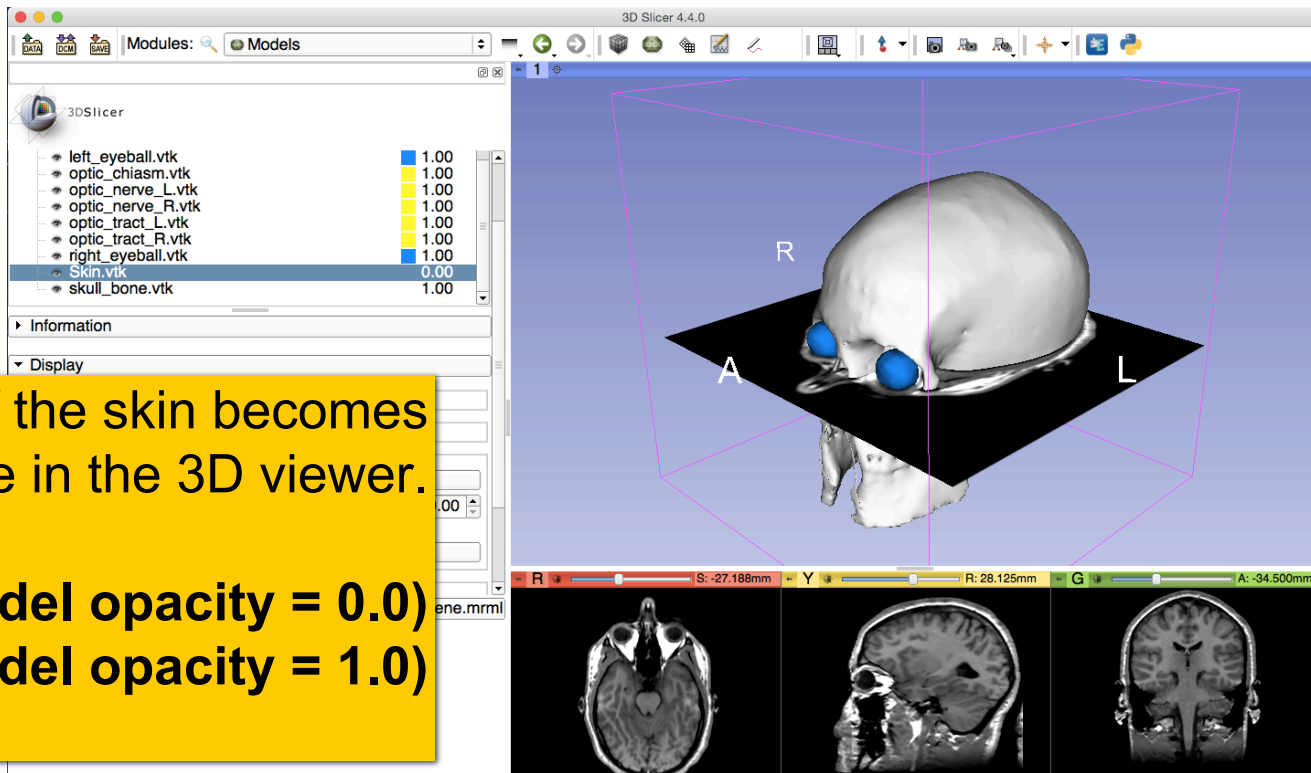 3D Slicer 4.4.0
DATA DCM SAVE Modules: Models
1
3DSlicer
left_eyeball.vtk 1.00
optic_chiasm.vtk 1.00
optic_nerve_L.vtk 1.00
optic_nerve_R.vtk 1.00
optic_tract_L.vtk 1.00
optic_tract_R.vtk 1.00
right_eyeball.vtk 1.00
Skin.vtk 0.00
skull_bone.vtk 1.00
Information
Display
the skin becomes
e in the 3D viewer.
.00
del opacity = 0.0)
ene.mrml
del opacity = 1.0)
R
A
L
R S: -27.188mm
Y R: 28.125mm
G A: -34.500mm